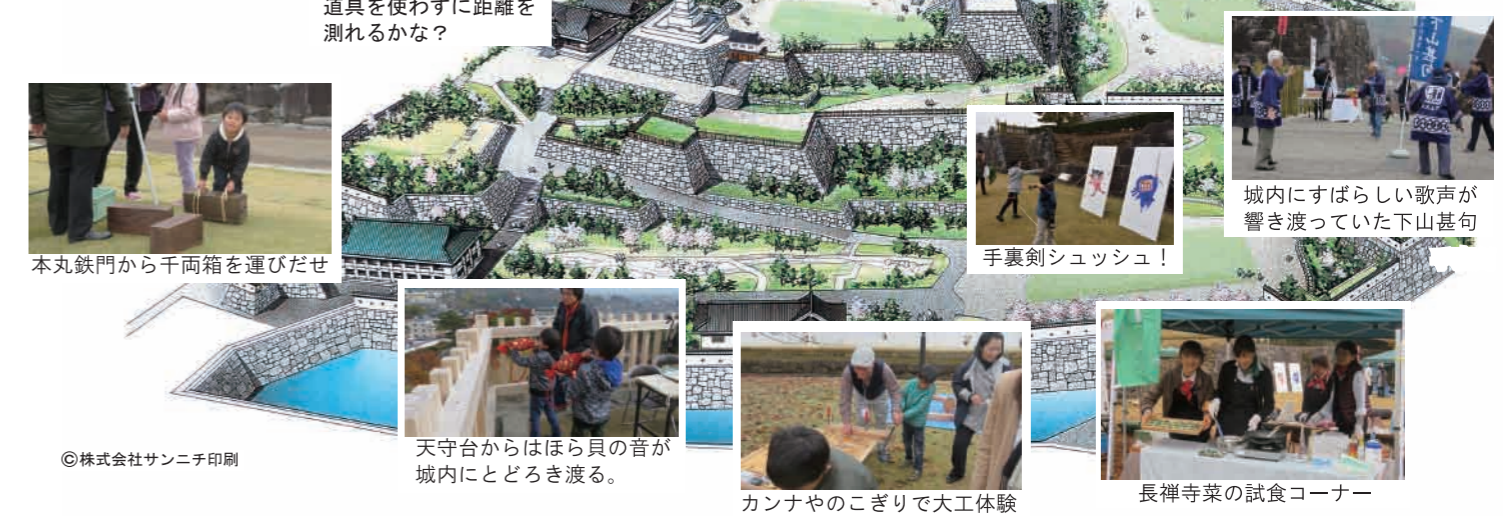 道具を使わずに距離を
測れるかな？
本丸鉄門から千両箱を運びだせ
手裏剣シュッシュ！
城内にすばらしい歌声が
響き渡っていた下山甚句
天守台からはほら貝の音が
城内にとどろき渡る。
カンナやのこぎりで大工体験
長禅寺菜の試食コーナー
©株式会社サンニチ印刷